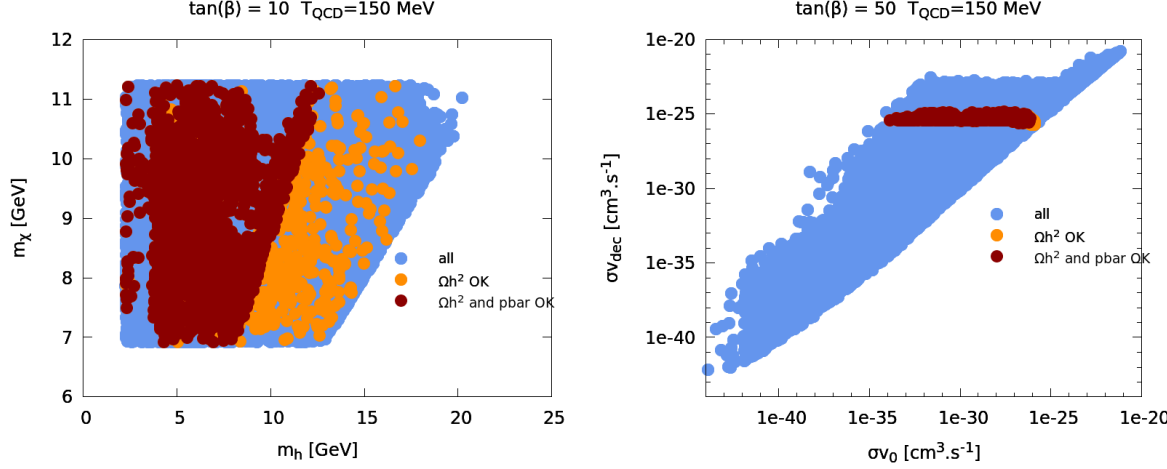 tan(β) = 10 T_QCD=150 MeV
12
11
10
9
8
7
6
m_χ [GeV]
all
Ωh² OK
Ωh² and pbar OK
0 5 10 15 20 25
m_h [GeV]
tan(β) = 50 T_QCD=150 MeV
1e-20
1e-25
1e-30
1e-35
1e-40
σv_dec [cm³.s⁻¹]
all
Ωh² OK
Ωh² and pbar OK
1e-40 1e-35 1e-30 1e-25 1e-20
σv₀ [cm³.s⁻¹]